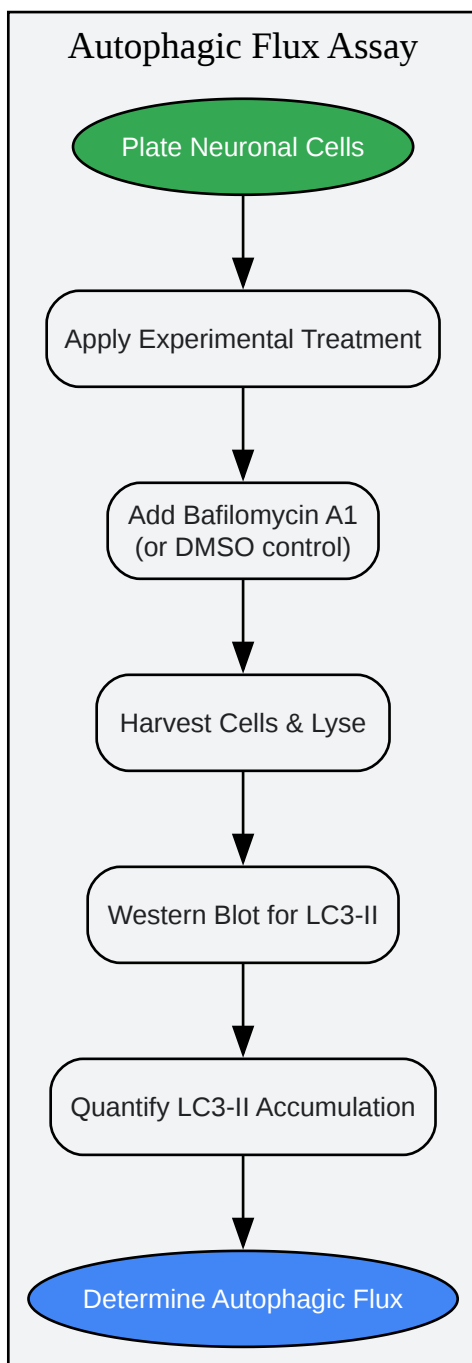 Autophagic Flux Assay
Plate Neuronal Cells
Apply Experimental Treatment
Add Bafilomycin A1
(or DMSO control)
Harvest Cells & Lyse
Western Blot for LC3-II
Quantify LC3-II Accumulation
Determine Autophagic Flux